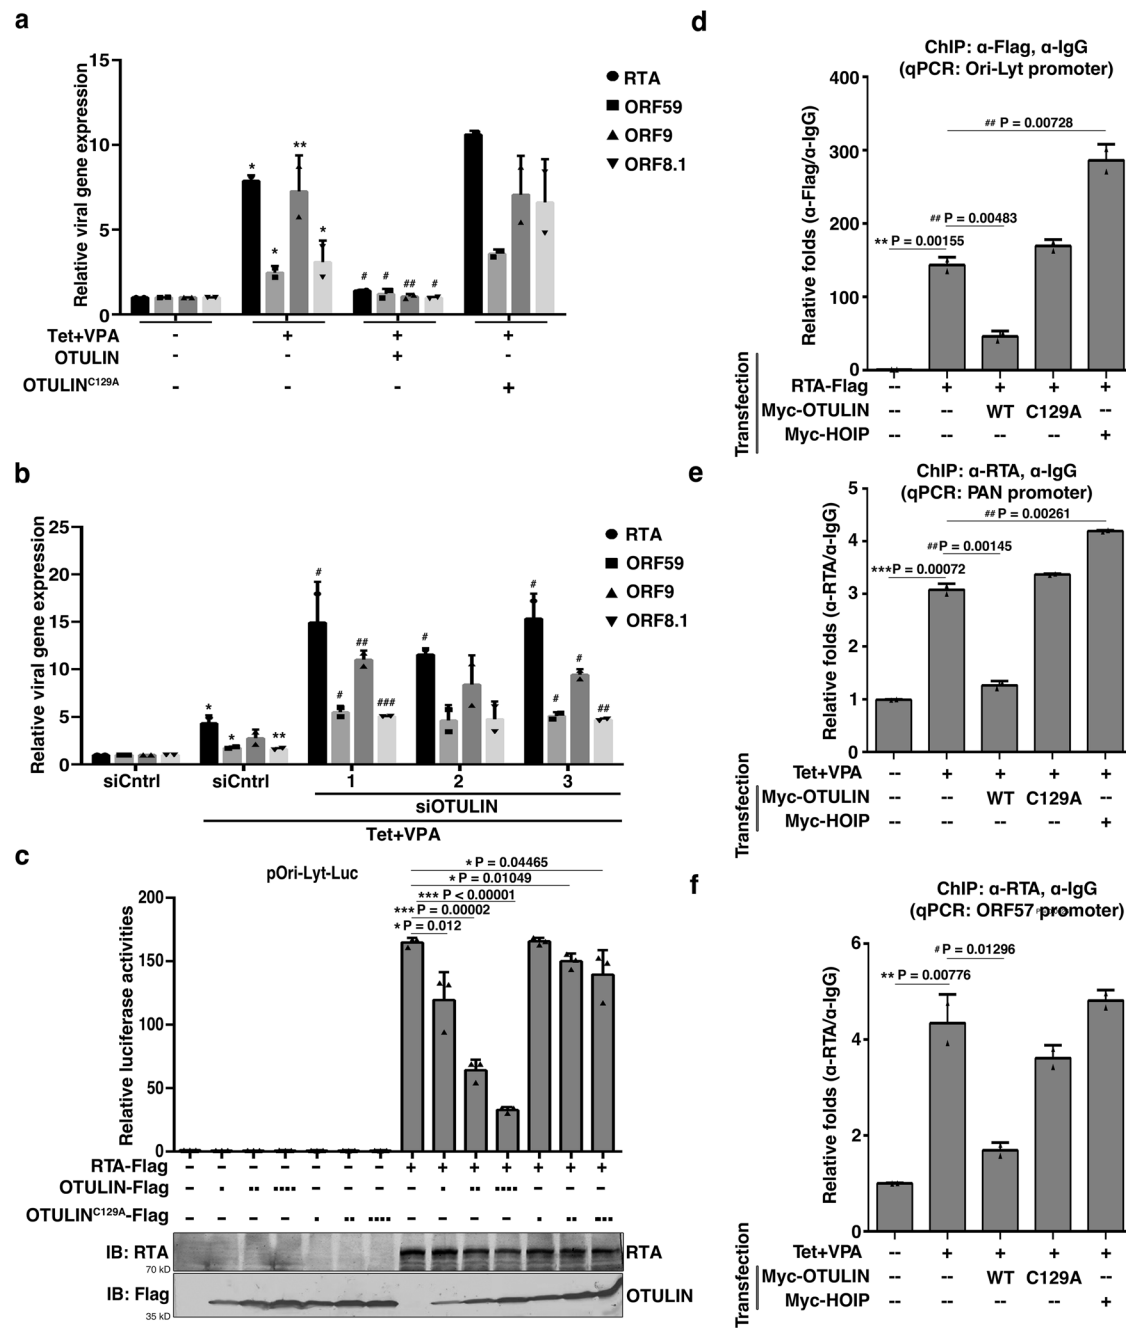 a
Relative viral gene expression
15
10
5
0
RTA
ORF59
ORF9
ORF8.1
* * ** *
# # ## #
Tet+VPA - + + +
OTULIN - - + -
OTULINC129A - - - +
b
Relative viral gene expression
25
20
15
10
5
0
RTA
ORF59
ORF9
ORF8.1
* * **
# # ## ###
#
# # # ##
siCntrl siCntrl 1 2 3
siOTULIN
Tet+VPA
c
pOri-Lyt-Luc
Relative luciferase activities
200
150
100
50
0
* P = 0.04465
* P = 0.01049
*** P < 0.00001
*** P = 0.00002
* P = 0.012
RTA-Flag – – – – – – – + + + + + + +
OTULIN-Flag
OTULINC129A-Flag
IB: RTA
RTA
70 kD
IB: Flag
OTULIN
35 kD
d
ChIP: α-Flag, α-IgG
(qPCR: Ori-Lyt promoter)
Relative folds (α-Flag/α-IgG)
400
300
200
100
0
## P = 0.00728
## P = 0.00483
** P = 0.00155
Transfection
RTA-Flag -- + + + +
Myc-OTULIN -- -- WT C129A --
Myc-HOIP -- -- -- -- +
e
ChIP: α-RTA, α-IgG
(qPCR: PAN promoter)
Relative folds (α-RTA/α-IgG)
5
4
3
2
1
0
## P = 0.00261
## P = 0.00145
*** P = 0.00072
Tet+VPA -- + + + +
Transfection
Myc-OTULIN -- -- WT C129A --
Myc-HOIP -- -- -- -- +
f
ChIP: α-RTA, α-IgG
(qPCR: ORF57 promoter)
Relative folds (α-RTA/α-IgG)
6
4
2
0
# P = 0.01296
** P = 0.00776
Tet+VPA -- + + + +
Transfection
Myc-OTULIN -- -- WT C129A --
Myc-HOIP -- -- -- -- +